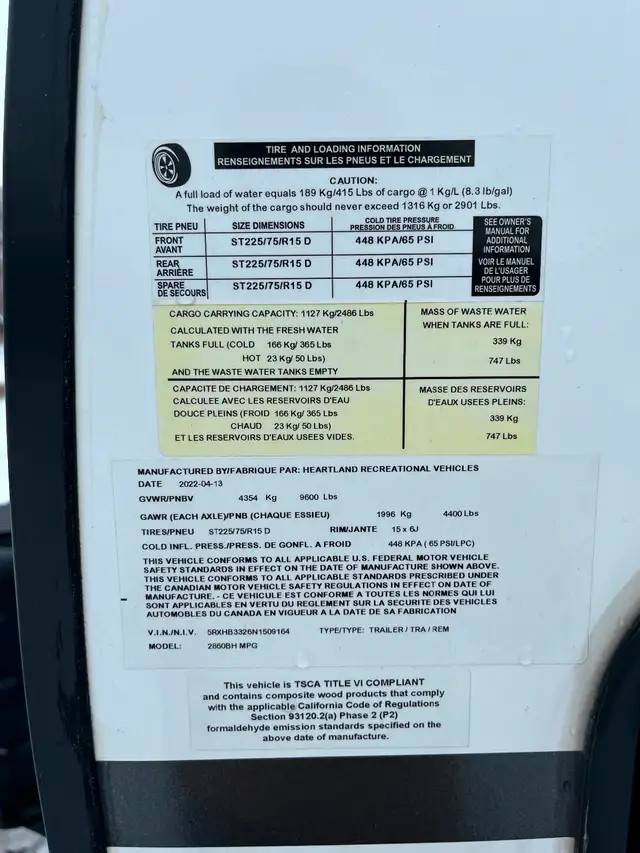 TIRE AND LOADING INFORMATION
RENSEIGNEMENTS SUR LES PNEUS ET LE CHARGEMENT
CAUTION:
A full load of water equals 189 Kg/415 Lbs of cargo @ 1 Kg/L (8.3 lb/gal)
The weight of the cargo should never exceed 1316 Kg or 2901 Lbs.
TIRE PNEU SIZE DIMENSIONS COLD TIRE PRESSURE
PRESSION DES PNEUS À FROID
FRONT ST225/75/R15 D 448 KPA/65 PSI
AVANT
REAR ST225/75/R15 D 448 KPA/65 PSI
ARRIÈRE
SPARE ST225/75/R15 D 448 KPA/65 PSI
DE SECOURS
SEE OWNER'S
MANUAL FOR
ADDITIONAL
INFORMATION
VOIR LE MANUEL
DE L'USAGER
POUR PLUS DE
RENSEIGNEMENTS
CARGO CARRYING CAPACITY: 1127 Kg/2486 Lbs
CALCULATED WITH THE FRESH WATER
TANKS FULL (COLD 166 Kg/ 365 Lbs
HOT 23 Kg/ 50 Lbs)
AND THE WASTE WATER TANKS EMPTY
MASS OF WASTE WATER
WHEN TANKS ARE FULL:
339 Kg
747 Lbs
CAPACITE DE CHARGEMENT: 1127 Kg/2486 Lbs
CALCULEE AVEC LES RESERVOIRS D'EAU
DOUCE PLEINS (FROID 166 Kg/ 365 Lbs
CHAUD 23 Kg/ 50 Lbs)
ET LES RESERVOIRS D'EAUX USEES VIDES.
MASSE DES RESERVOIRS
D'EAUX USEES PLEINS:
339 Kg
747 Lbs
MANUFACTURED BY/FABRIQUE PAR: HEARTLAND RECREATIONAL VEHICLES
DATE 2022-04-13
GVWR/PNBV 4354 Kg 9600 Lbs
GAWR (EACH AXLE)/PNB (CHAQUE ESSIEU) 1996 Kg 4400 Lbs
TIRES/PNEU ST225/75/R15 D RIM/JANTE 15 x 6J
COLD INFL. PRESS./PRESS. DE GONFL. A FROID 448 KPA ( 65 PSI/LPC)
THIS VEHICLE CONFORMS TO ALL APPLICABLE U.S. FEDERAL MOTOR VEHICLE
SAFETY STANDARDS IN EFFECT ON THE DATE OF MANUFACTURE SHOWN ABOVE.
THIS VEHICLE CONFORMS TO ALL APPLICABLE STANDARDS PRESCRIBED UNDER
THE CANADIAN MOTOR VEHICLE SAFETY REGULATIONS IN EFFECT ON DATE OF
MANUFACTURE. - CE VEHICULE EST CONFORME A TOUTES LES NORMES QUI LUI
SONT APPLICABLES EN VERTU DU REGLEMENT SUR LA SECURITE DES VEHICLES
AUTOMOBILES DU CANADA EN VIGUEUR A LA DATE DE SA FABRICATION
V.I.N./N.I.V. 5RXHB3326N1509164 TYPE/TYPE: TRAILER / TRA / REM
MODEL: 2860BH MPG
This vehicle is TSCA TITLE VI COMPLIANT
and contains composite wood products that comply
with the applicable California Code of Regulations
Section 93120.2(a) Phase 2 (P2)
formaldehyde emission standards specified on the
above date of manufacture.